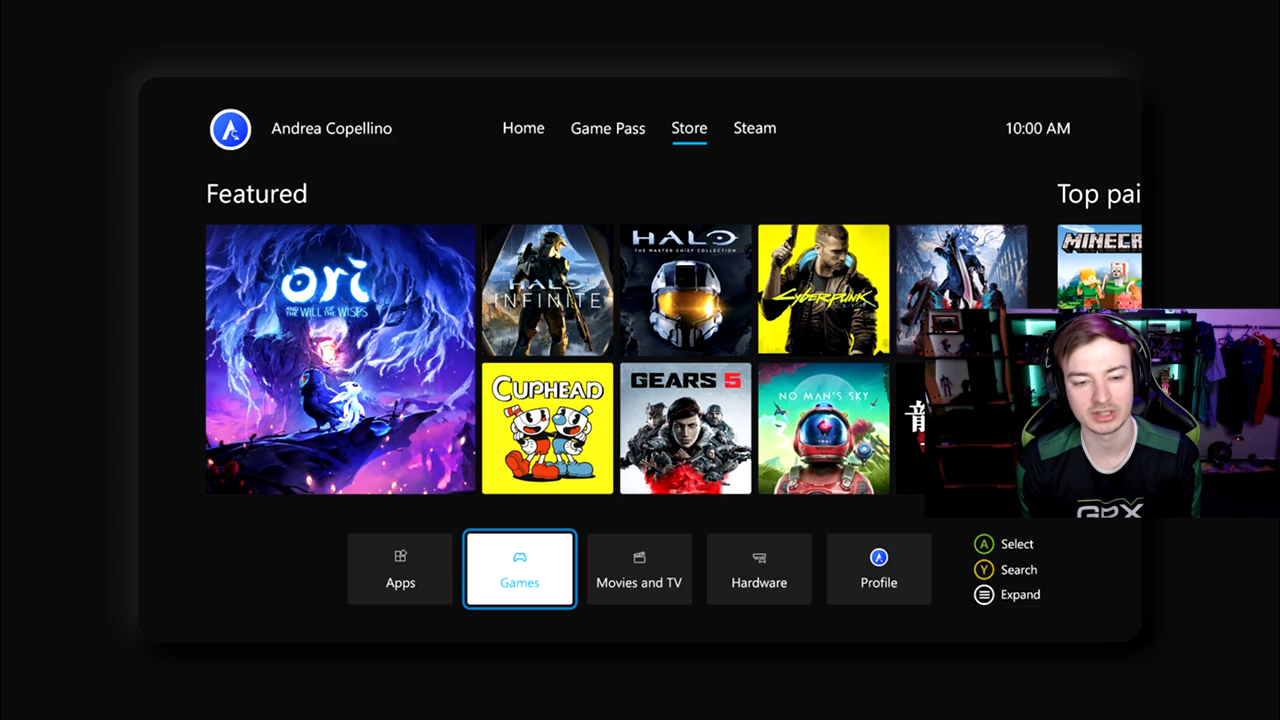 Andrea Copellino
Home
Game Pass
Store
Steam
10:00 AM
Featured
Top pai
ori
AND THE WILL OF THE WISPS
HALO
INFINITE
HALO
THE MASTER CHIEF COLLECTION
CYBERPUNK
MINECR
CUPHEAD
GEARS 5
NO MAN'S SKY
龍
Apps
Games
Movies and TV
Hardware
Profile
A Select
Y Search
Expand